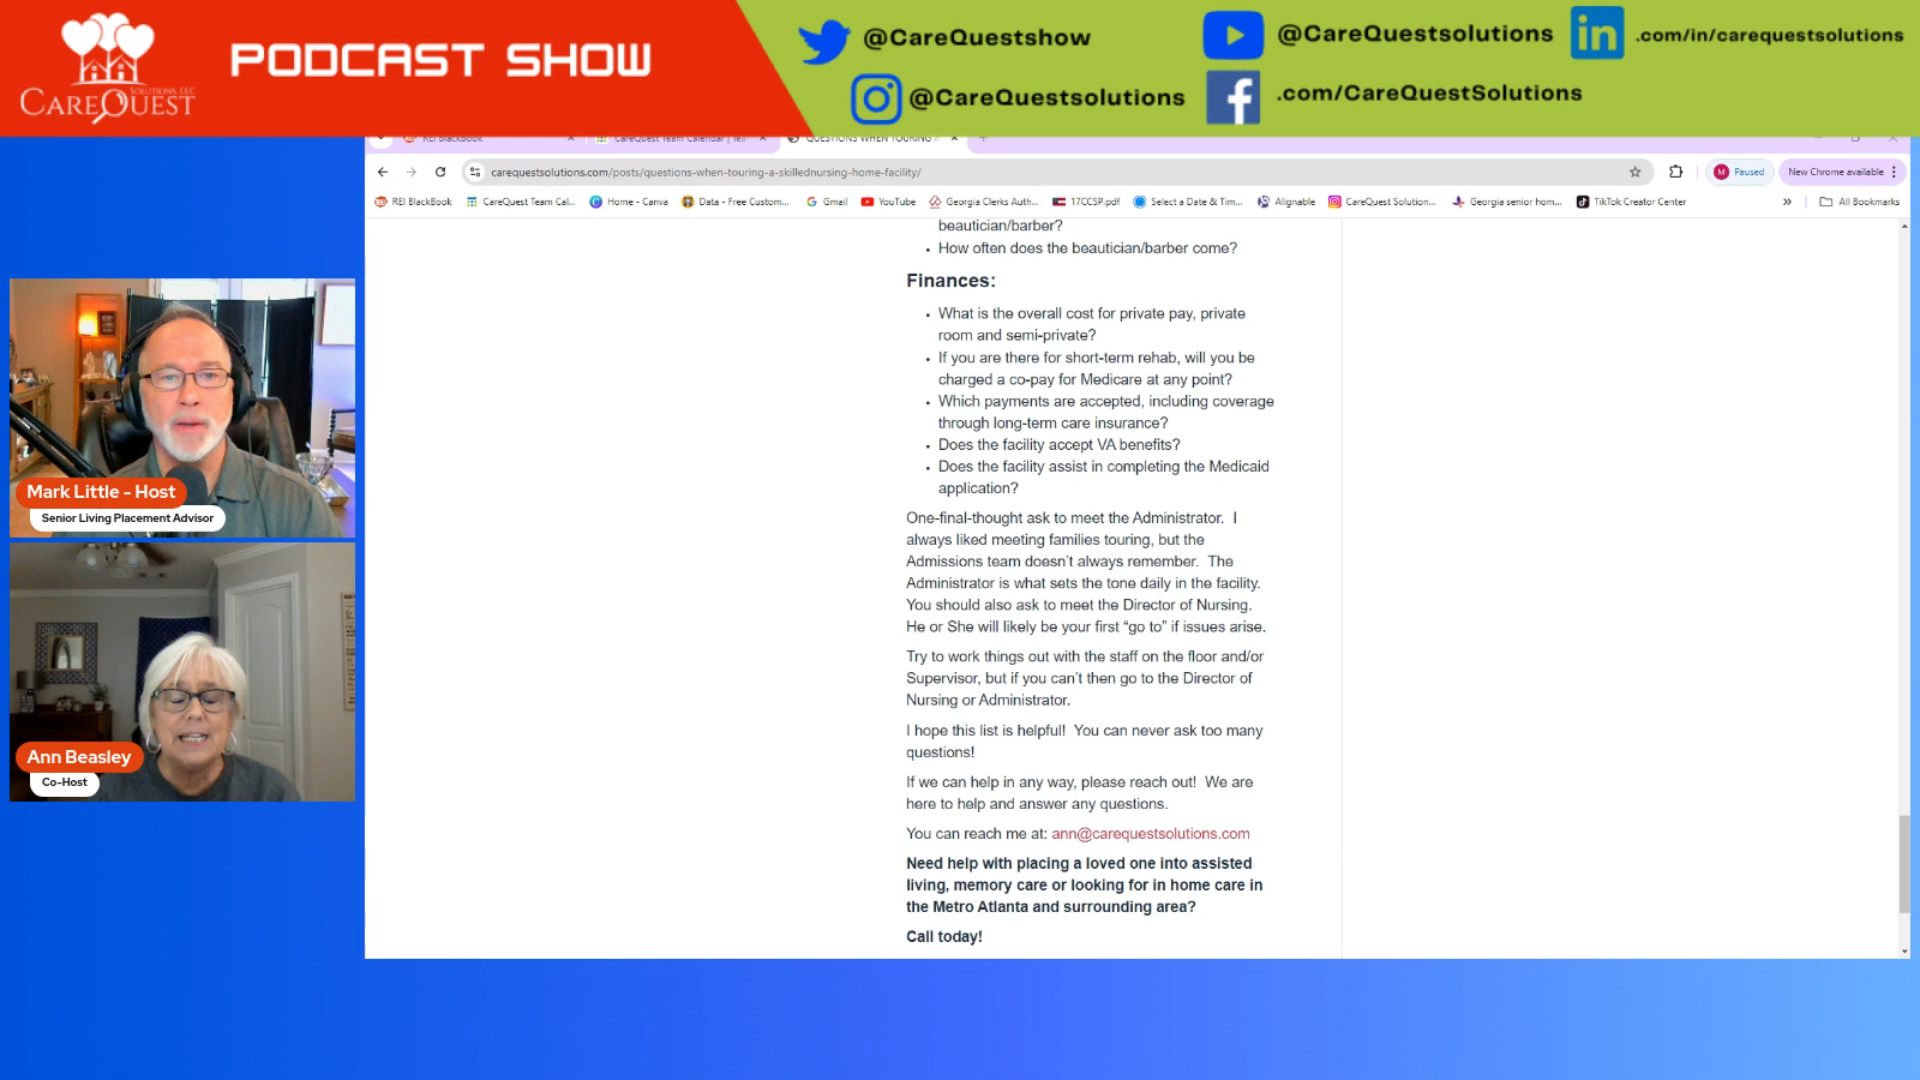 SOLUTIONS, LLC
CAREQUEST
PODCAST SHOW
@CareQuestshow
@CareQuestsolutions
.com/in/carequestsolutions
@CareQuestsolutions
.com/CareQuestSolutions
REI BlackBook
CareQuest Team Calendar | Tea
QUESTIONS WHEN TOURING A
carequestsolutions.com/posts/questions-when-touring-a-skillednursing-home-facility/
M Paused
New Chrome available
REI BlackBook
CareQuest Team Cal...
Home - Canva
Data - Free Custom...
Gmail
YouTube
Georgia Clerks Auth...
17CCSP.pdf
Select a Date & Tim...
Alignable
CareQuest Solution...
Georgia senior hom...
TikTok Creator Center
»
All Bookmarks
beautician/barber?
• How often does the beautician/barber come?
Finances:
• What is the overall cost for private pay, private
room and semi-private?
• If you are there for short-term rehab, will you be
charged a co-pay for Medicare at any point?
• Which payments are accepted, including coverage
through long-term care insurance?
• Does the facility accept VA benefits?
• Does the facility assist in completing the Medicaid
application?
One-final-thought ask to meet the Administrator.  I
always liked meeting families touring, but the
Admissions team doesn't always remember.  The
Administrator is what sets the tone daily in the facility.
You should also ask to meet the Director of Nursing.
He or She will likely be your first “go to” if issues arise.
Try to work things out with the staff on the floor and/or
Supervisor, but if you can't then go to the Director of
Nursing or Administrator.
I hope this list is helpful!  You can never ask too many
questions!
If we can help in any way, please reach out!  We are
here to help and answer any questions.
You can reach me at: ann@carequestsolutions.com
Need help with placing a loved one into assisted
living, memory care or looking for in home care in
the Metro Atlanta and surrounding area?
Call today!
Mark Little - Host
Senior Living Placement Advisor
Ann Beasley
Co-Host